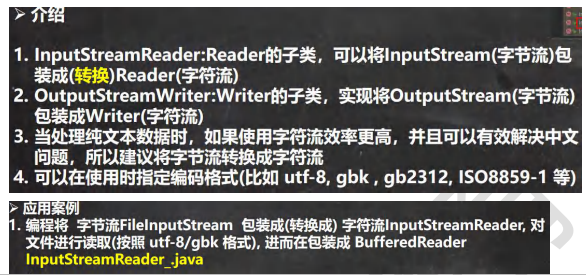 ➢ 介绍
1. InputStreamReader:Reader的子类，可以将InputStream(字节流)包
装成(转换)Reader(字符流)
2. OutputStreamWriter:Writer的子类，实现将OutputStream(字节流)
包装成Writer(字符流)
3. 当处理纯文本数据时，如果使用字符流效率更高，并且可以有效解决中文
问题，所以建议将字节流转换成字符流
4. 可以在使用时指定编码格式(比如 utf-8, gbk , gb2312, ISO8859-1 等)
➢ 应用案例
1. 编程将 字节流FileInputStream 包装成(转换成) 字符流InputStreamReader, 对
文件进行读取(按照 utf-8/gbk 格式), 进而在包装成 BufferedReader
InputStreamReader_.java